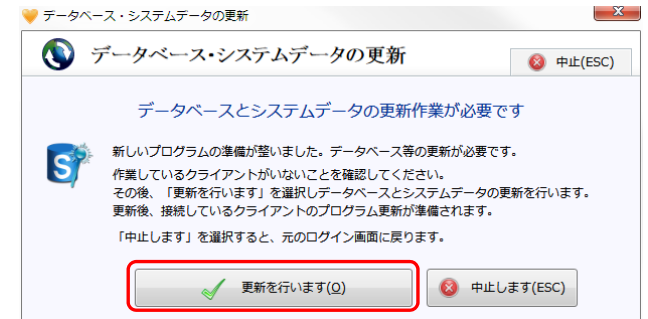 データベース・システムデータの更新
データベース・システムデータの更新
中止(ESC)
データベースとシステムデータの更新作業が必要です
新しいプログラムの準備が整いました。データベース等の更新が必要です。
作業しているクライアントがいないことを確認してください。
その後、「更新を行います」を選択しデータベースとシステムデータの更新を行います。
更新後、接続しているクライアントのプログラム更新が準備されます。
「中止します」を選択すると、元のログイン画面に戻ります。
更新を行います(O)
中止します(ESC)